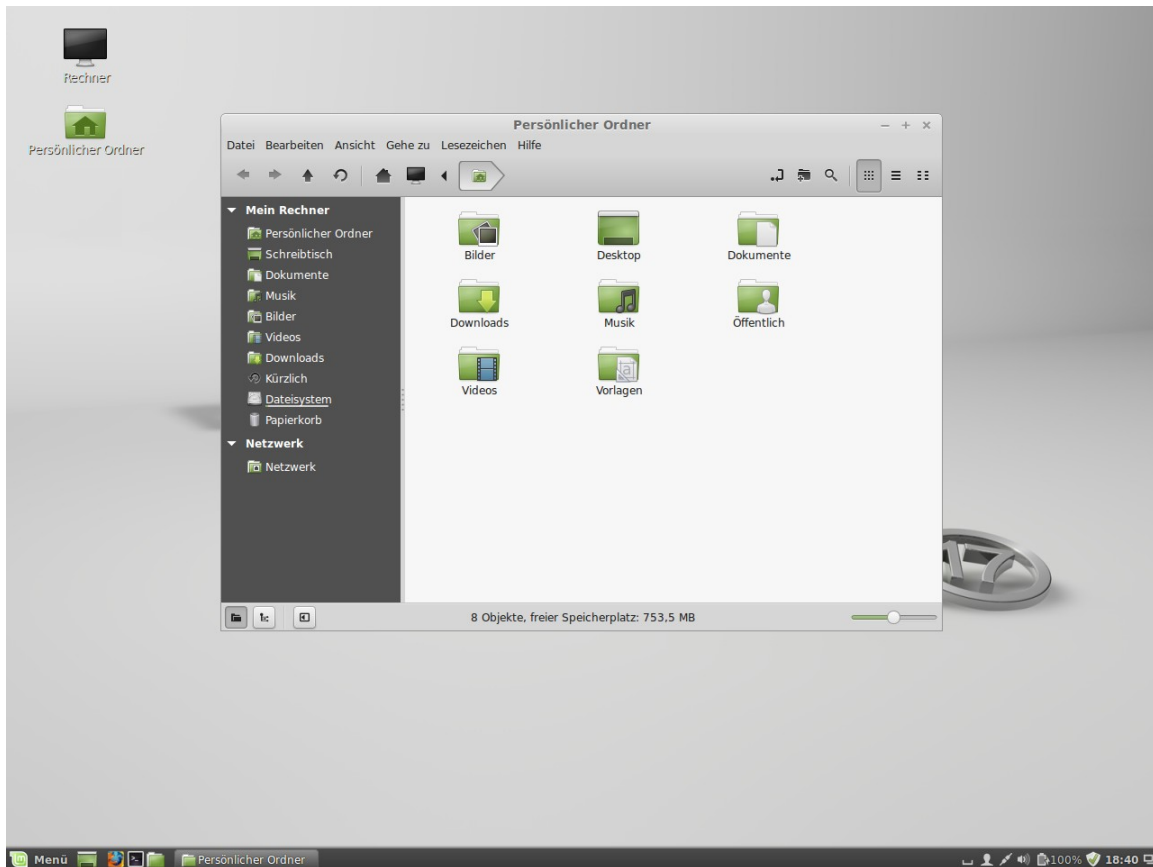 Rechner
Persönlicher Ordner
Persönlicher Ordner
Datei Bearbeiten Ansicht Gehe zu Lesezeichen Hilfe
Mein Rechner
Persönlicher Ordner
Schreibtisch
Dokumente
Musik
Bilder
Videos
Downloads
Kürzlich
Dateisystem
Papierkorb
Netzwerk
Netzwerk
Bilder Desktop Dokumente
Downloads Musik Öffentlich
Videos Vorlagen
8 Objekte, freier Speicherplatz: 753,5 MB
17
Menü Persönlicher Ordner 100% 18:40